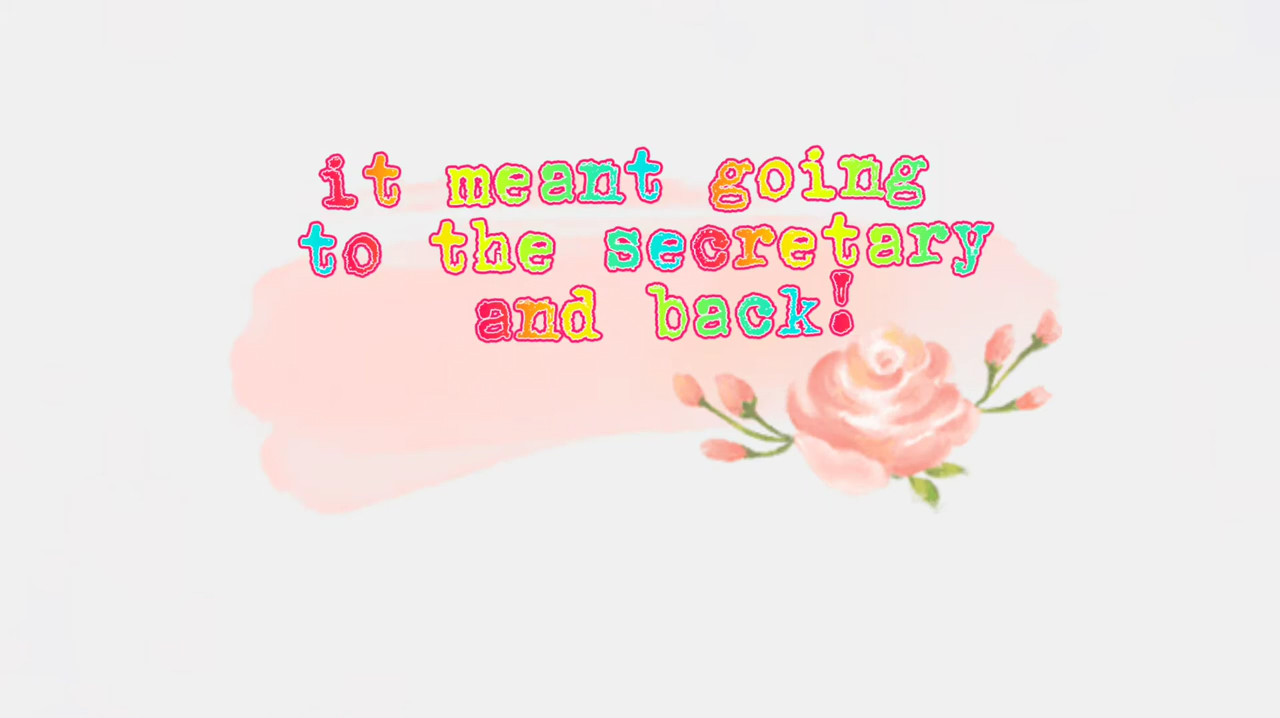 it meant going
to the secretary
and back!